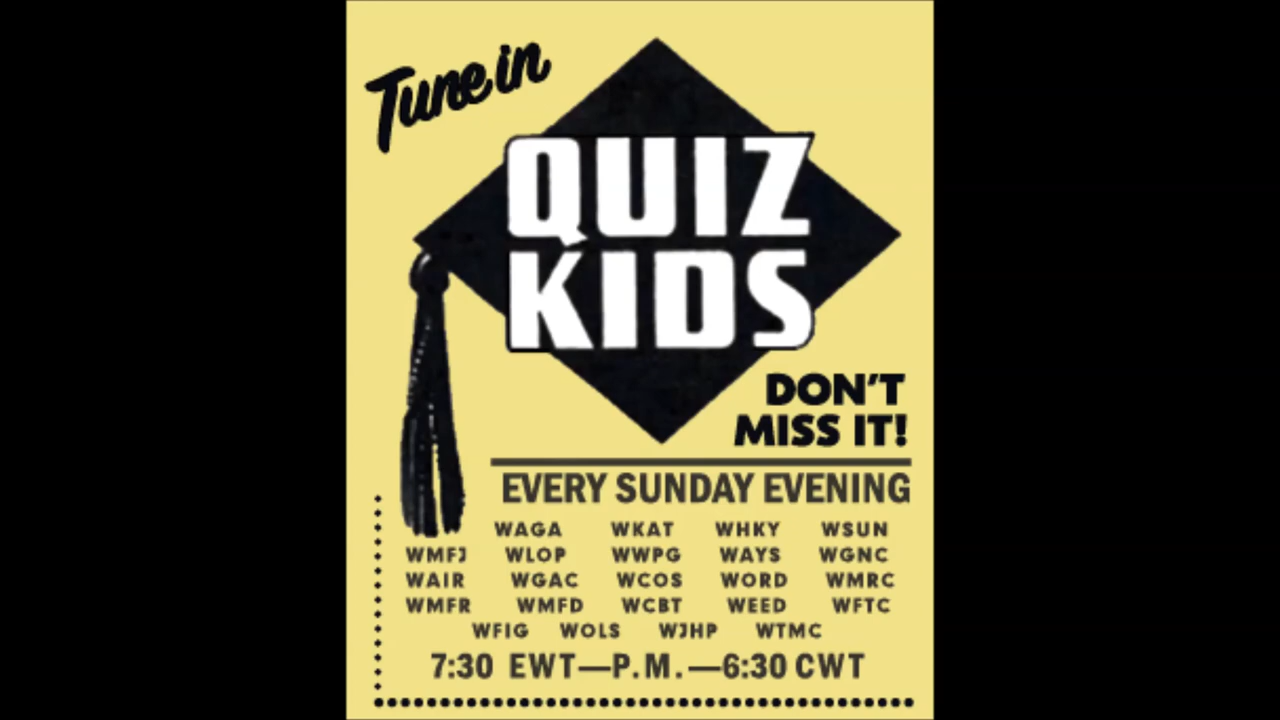 Tune in
QUIZ
KIDS
DON'T
MISS IT!
EVERY SUNDAY EVENING
WAGA WKAT WHKY WSUN
WMFJ WLOP WWPG WAYS WGNC
WAIR WGAC WCOS WORD WMRC
WMFR WMFD WCBT WEED WFTC
WFIG WOLS WJHP WTMC
7:30 EWT—P.M.—6:30 CWT